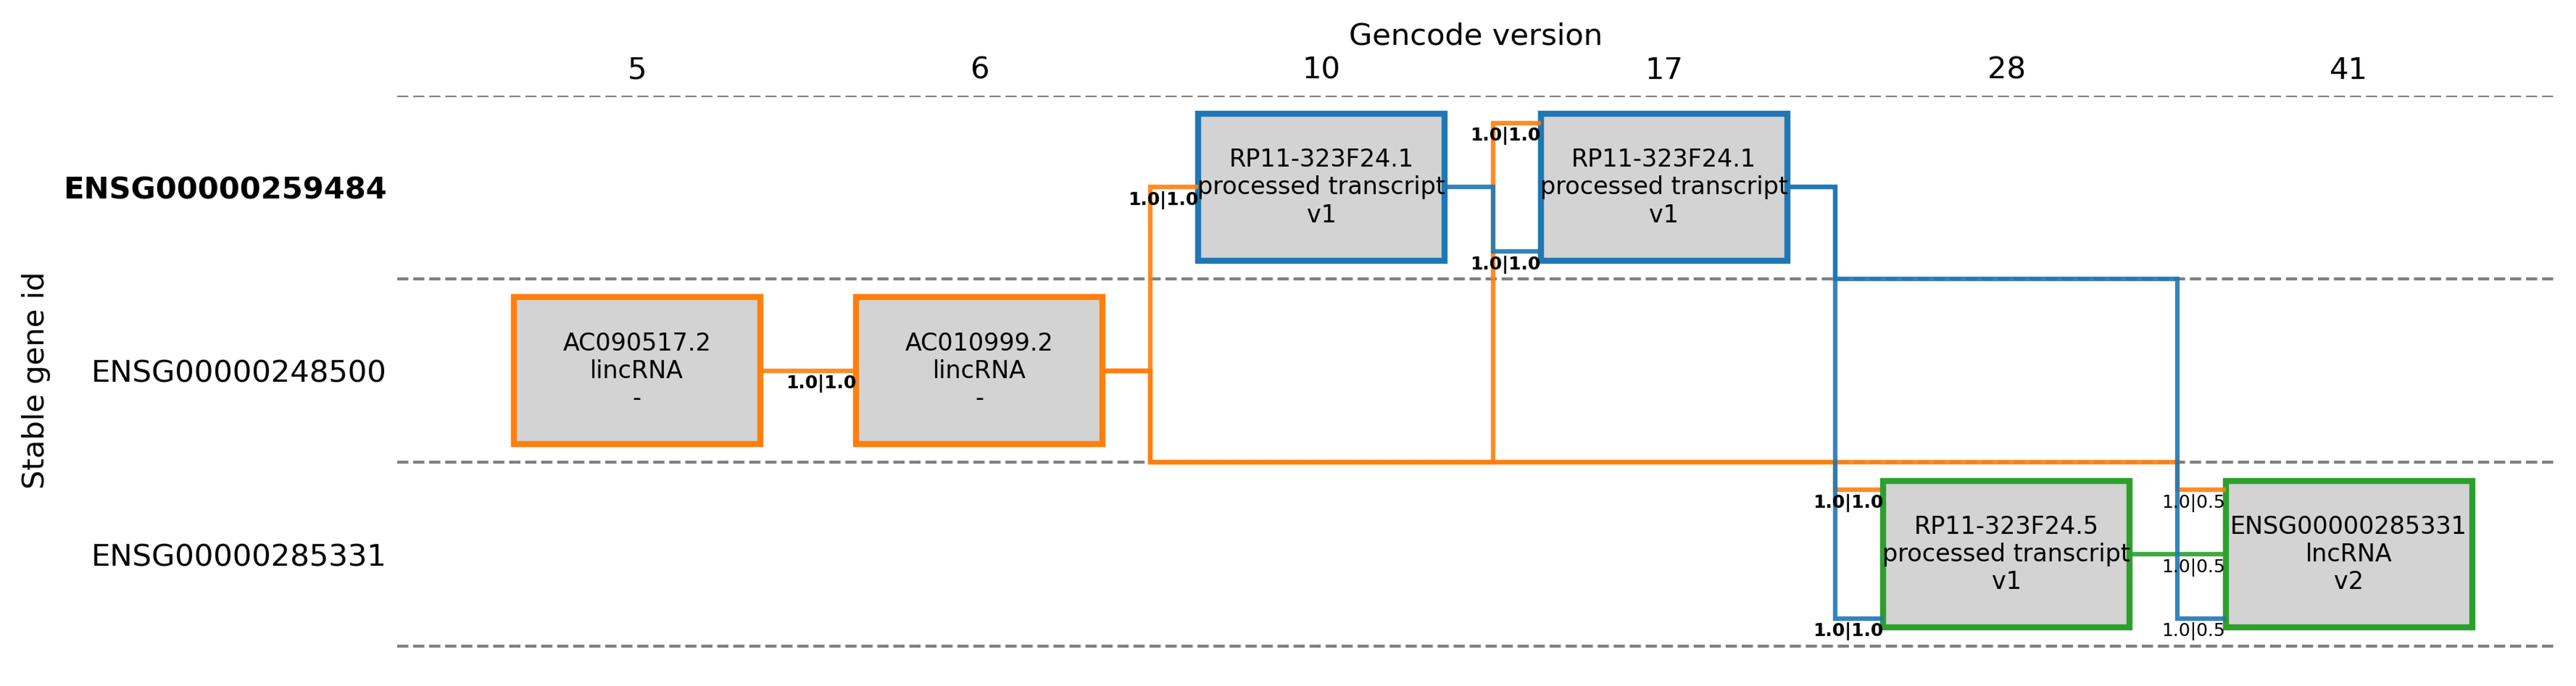 Gencode version
5 6 10 17 28 41
Stable gene id
ENSG00000259484
RP11-323F24.1
processed transcript
v1
1.0|1.0
RP11-323F24.1
processed transcript
v1
1.0|1.0
1.0|1.0
ENSG00000248500
AC090517.2
lincRNA
-
1.0|1.0
AC010999.2
lincRNA
-
ENSG00000285331
1.0|1.0
1.0|1.0
RP11-323F24.5
processed transcript
v1
1.0|0.5
1.0|0.5
1.0|0.5
ENSG00000285331
lncRNA
v2